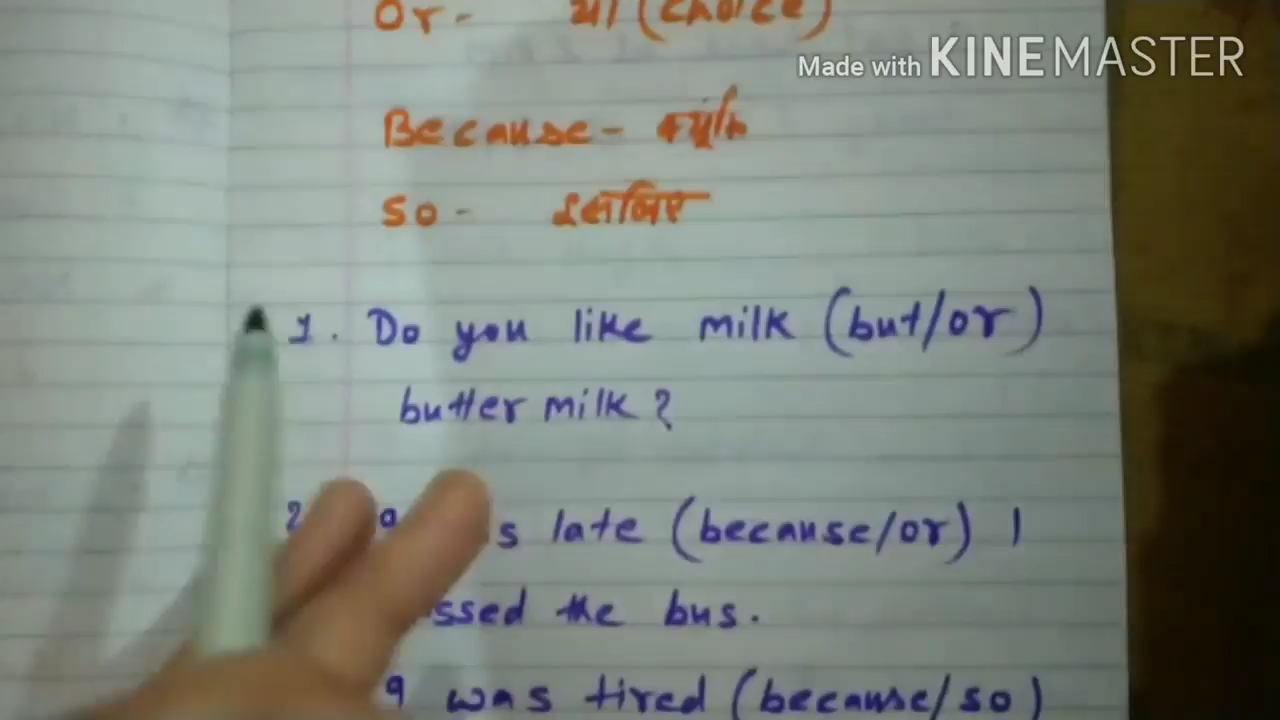 Or - या (choice)
Made with KINEMASTER
Because - क्यूंकि
So - इसलिए
1. Do you like milk (but/or)
butter milk?
2. late (because/or) I
the bus.
was tired (because/so)